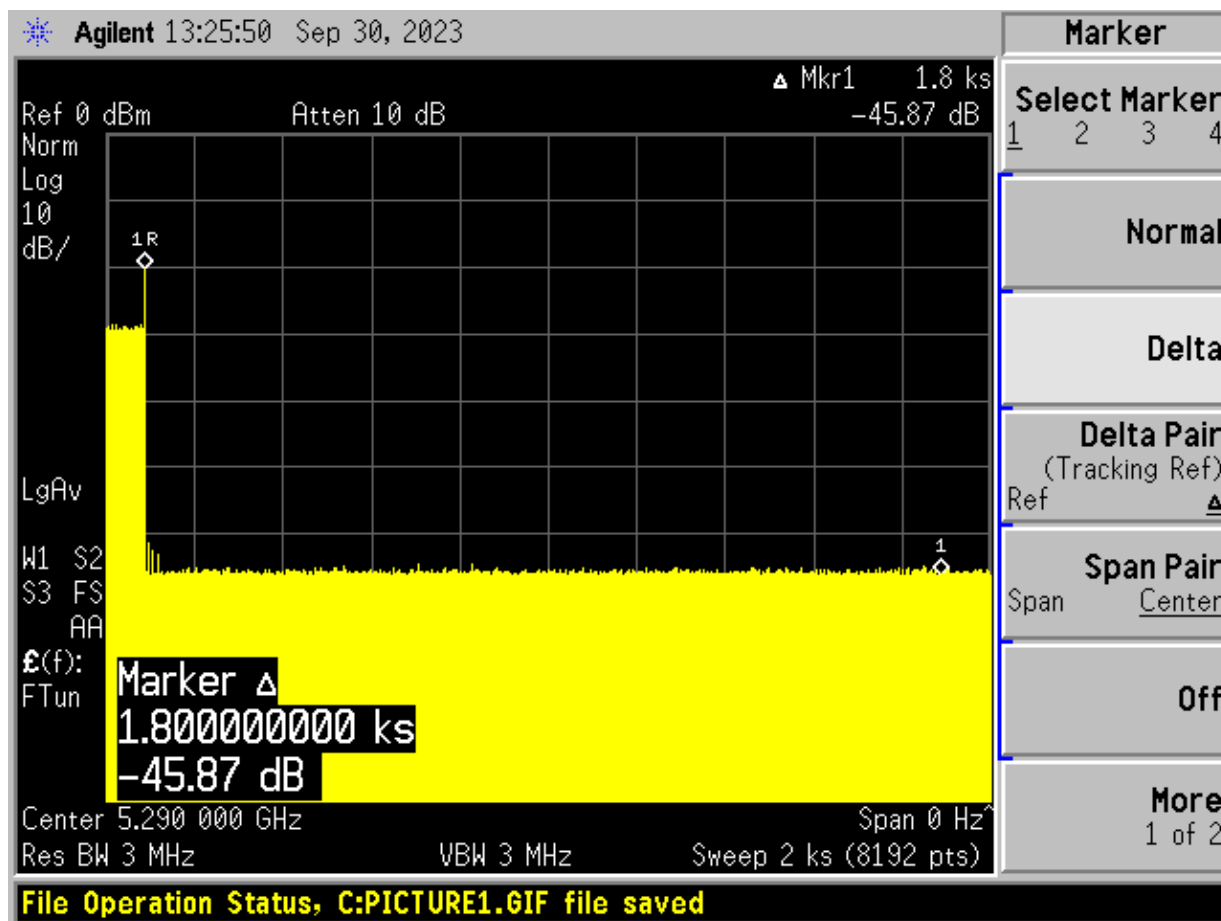 Agilent 13:25:50 Sep 30, 2023
Δ Mkr1 1.8 ks
Ref 0 dBm Atten 10 dB -45.87 dB
Norm
Log
10
dB/
1R
LgAv
1
W1 S2
S3 FS
AA
£(f):
FTun
Marker Δ
1.800000000 ks
-45.87 dB
Center 5.290 000 GHz Span 0 Hz^
Res BW 3 MHz VBW 3 MHz Sweep 2 ks (8192 pts)
File Operation Status, C:PICTURE1.GIF file saved
Marker
Select Marker
1 2 3 4
Normal
Delta
Delta Pair
(Tracking Ref)
Ref Δ
Span Pair
Span Center
Off
More
1 of 2